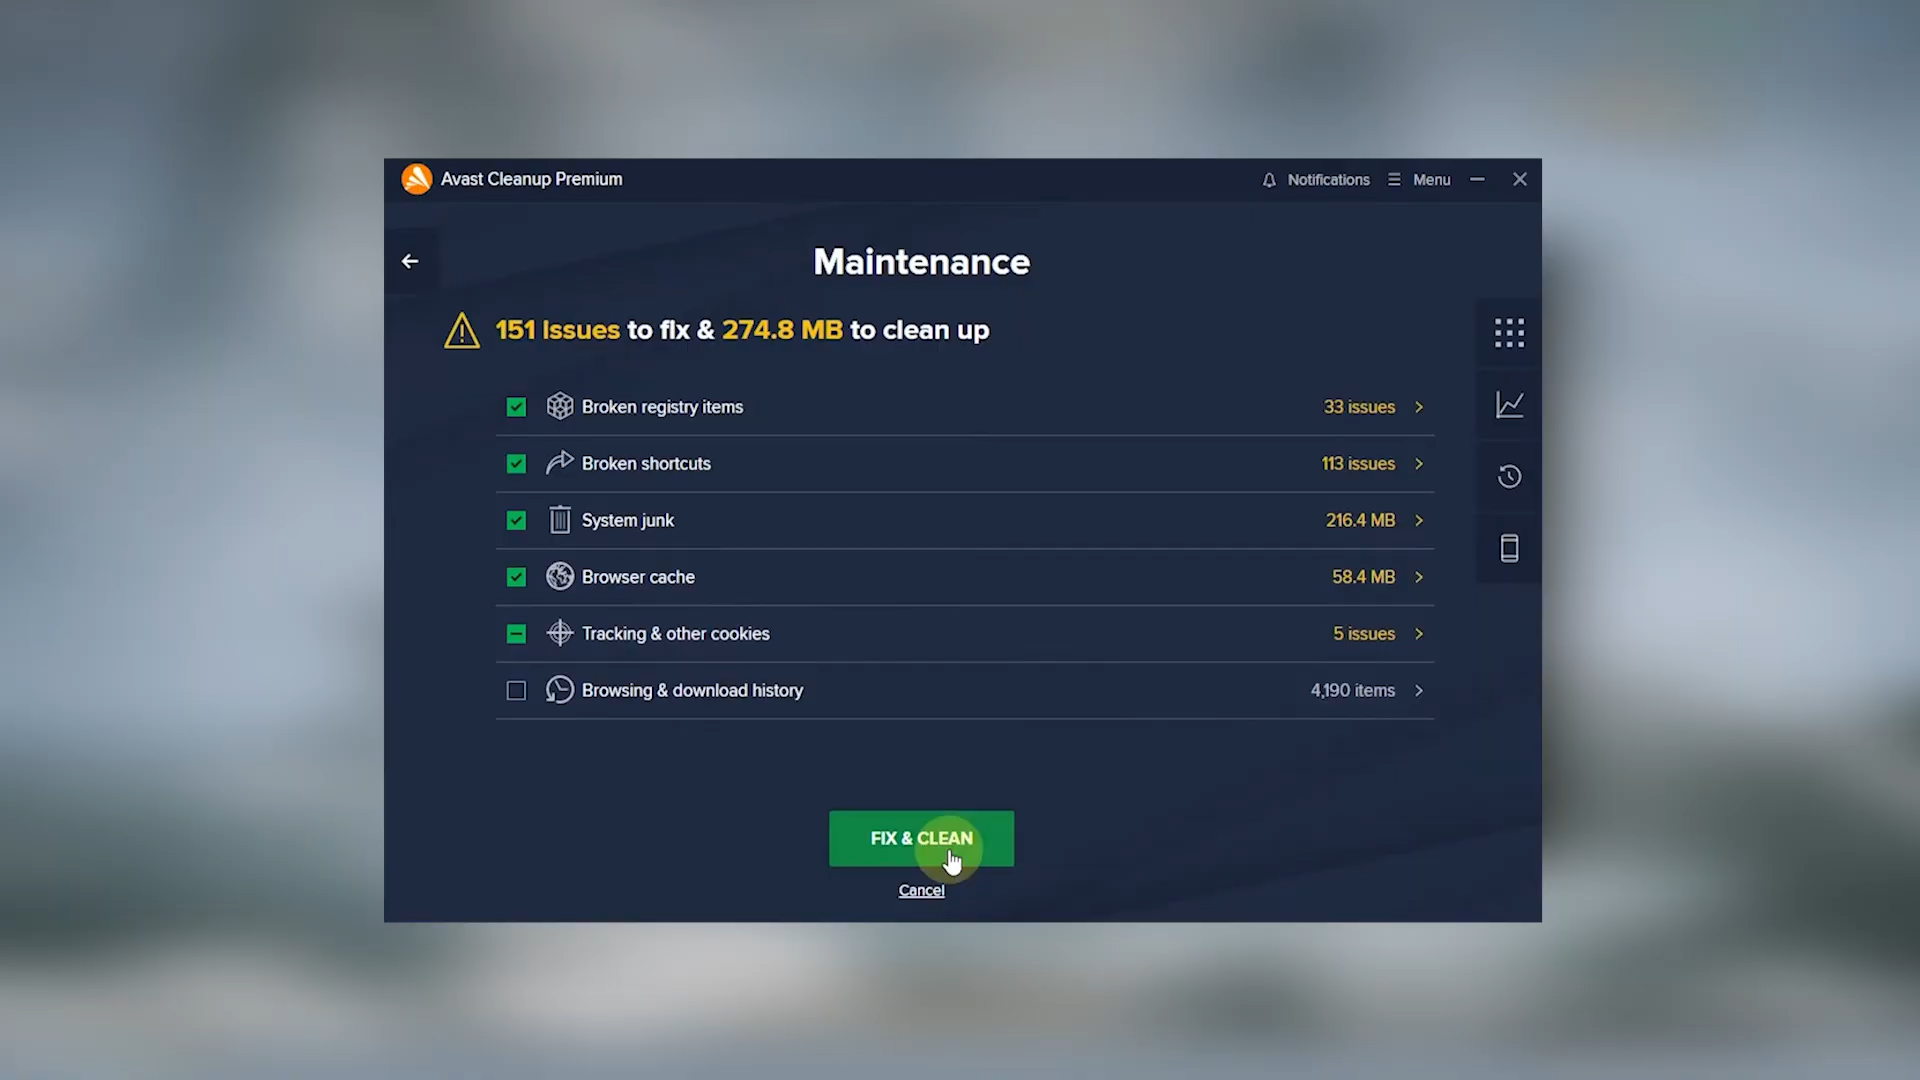 Avast Cleanup Premium
Notifications
Menu
Maintenance
151 Issues to fix & 274.8 MB to clean up
Broken registry items 33 issues
Broken shortcuts 113 issues
System junk 216.4 MB
Browser cache 58.4 MB
Tracking & other cookies 5 issues
Browsing & download history 4,190 items
FIX & CLEAN
Cancel